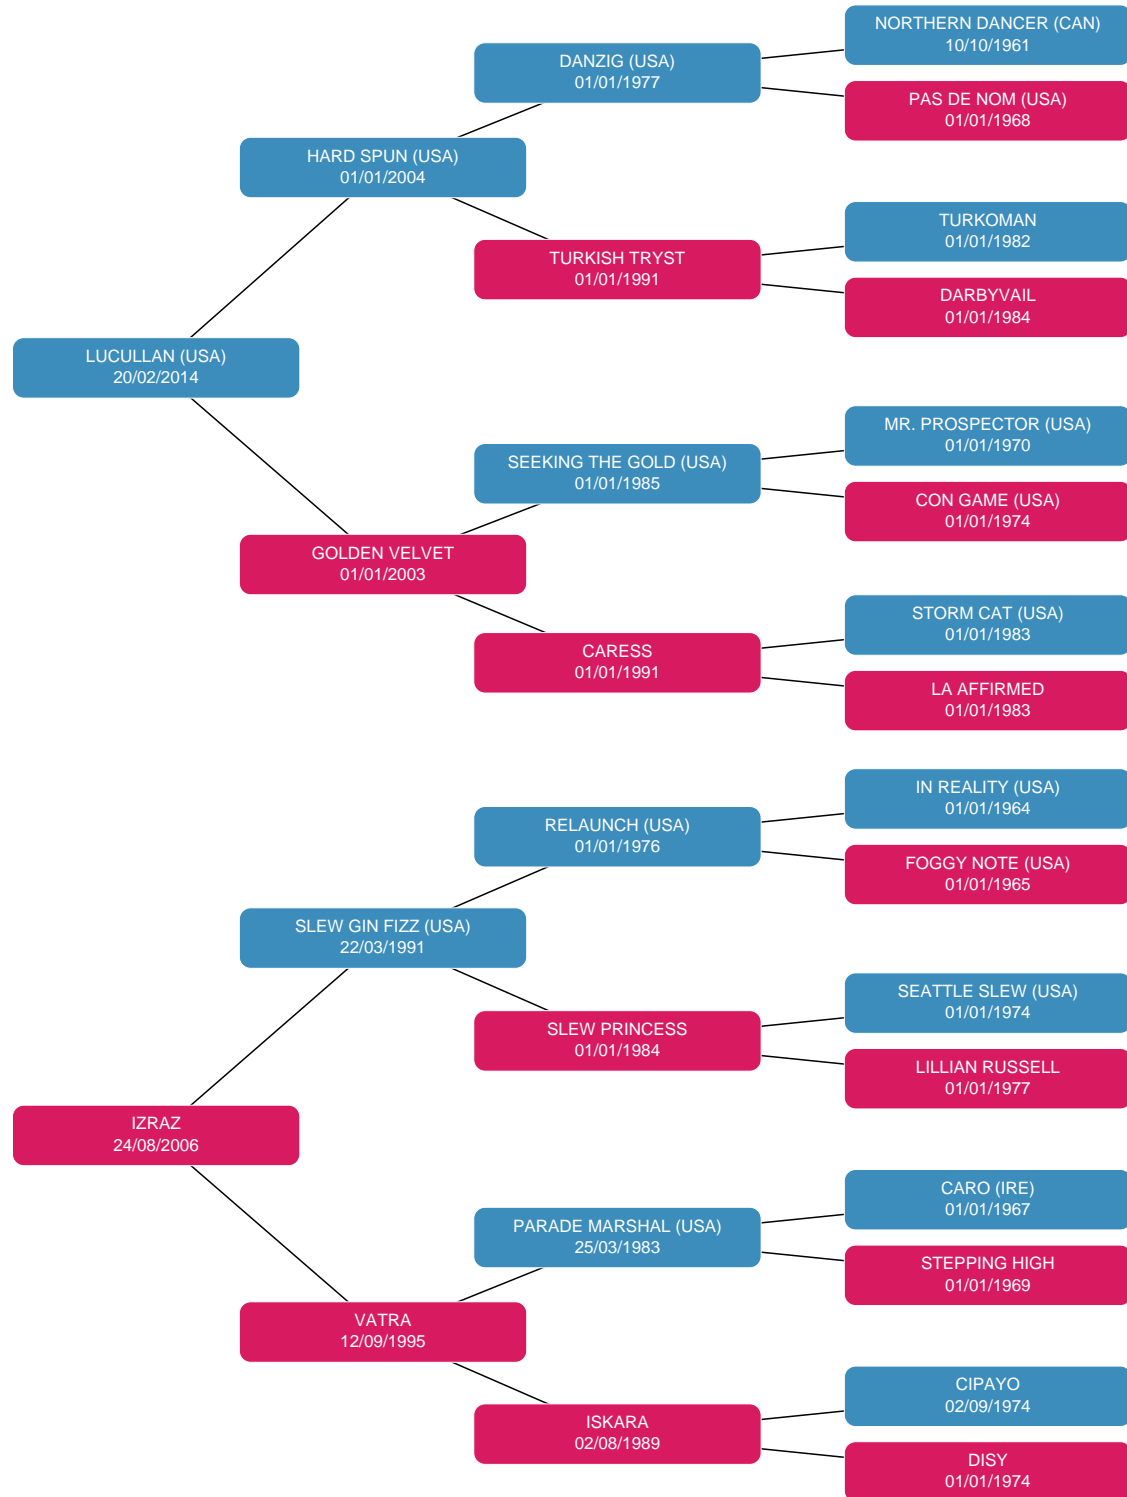 NORTHERN DANCER (CAN)
10/10/1961
DANZIG (USA)
01/01/1977
PAS DE NOM (USA)
01/01/1968
HARD SPUN (USA)
01/01/2004
TURKOMAN
01/01/1982
TURKISH TRYST
01/01/1991
DARBYVAIL
01/01/1984
LUCULLAN (USA)
20/02/2014
MR. PROSPECTOR (USA)
01/01/1970
SEEKING THE GOLD (USA)
01/01/1985
CON GAME (USA)
01/01/1974
GOLDEN VELVET
01/01/2003
STORM CAT (USA)
01/01/1983
CARESS
01/01/1991
LA AFFIRMED
01/01/1983
IN REALITY (USA)
01/01/1964
RELAUNCH (USA)
01/01/1976
FOGGY NOTE (USA)
01/01/1965
SLEW GIN FIZZ (USA)
22/03/1991
SEATTLE SLEW (USA)
01/01/1974
SLEW PRINCESS
01/01/1984
LILLIAN RUSSELL
01/01/1977
IZRAZ
24/08/2006
CARO (IRE)
01/01/1967
PARADE MARSHAL (USA)
25/03/1983
STEPPING HIGH
01/01/1969
VATRA
12/09/1995
CIPAYO
02/09/1974
ISKARA
02/08/1989
DISY
01/01/1974